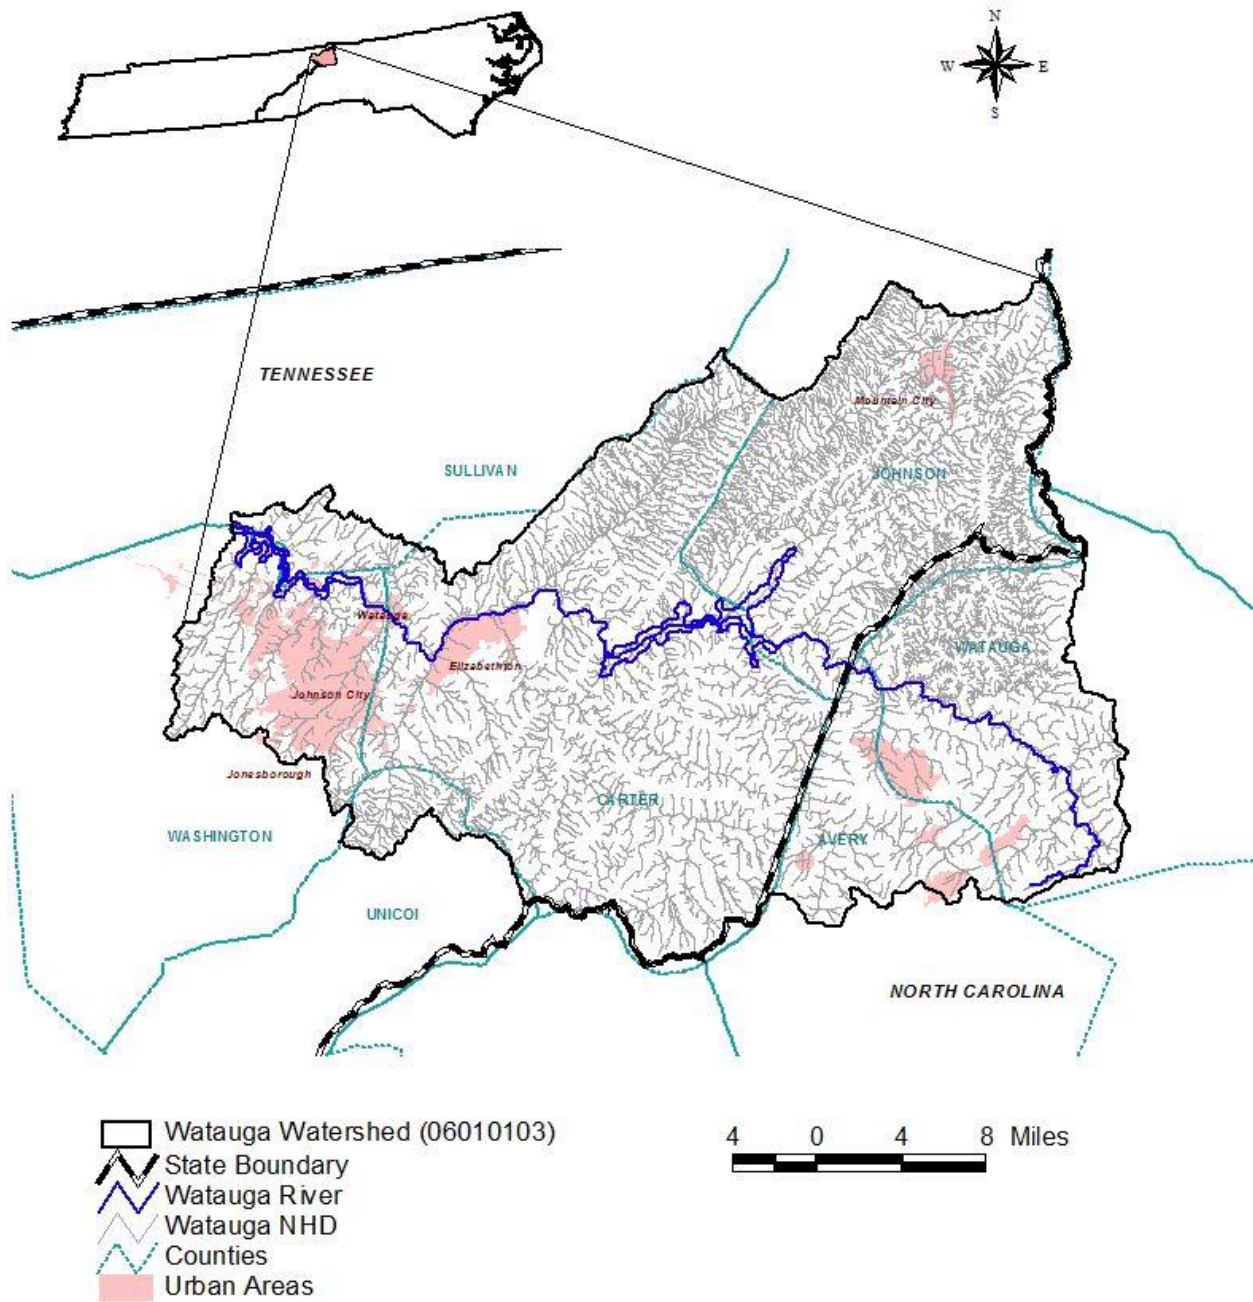 N
W E
S
TENNESSEE
Mountain City
SULLIVAN
JOHNSON
Watauga
WATAUGA
Elizabethton
Johnson City
Jonesborough
CARTER
WASHINGTON
AVERY
UNICOI
NORTH CAROLINA
Watauga Watershed (06010103)
State Boundary
Watauga River
Watauga NHD
Counties
Urban Areas
4 0 4 8 Miles